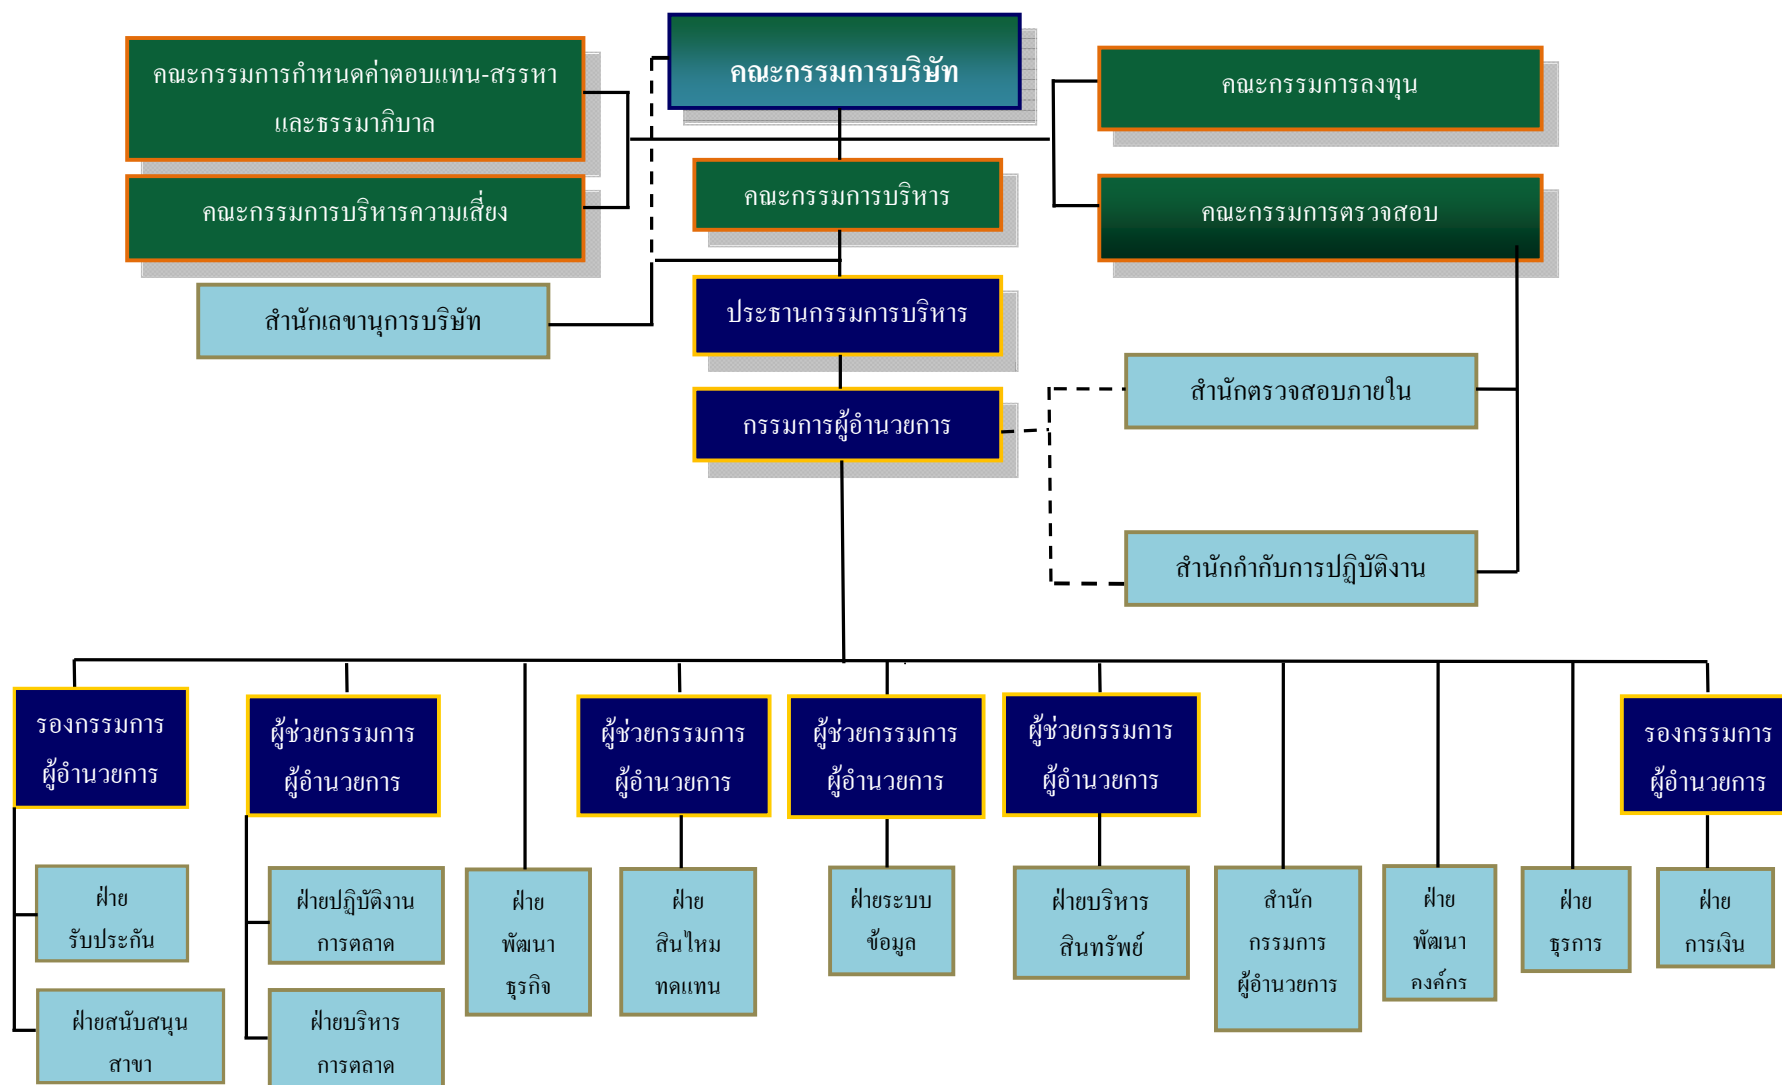 คณะกรรมการบริษัท
คณะกรรมการกำหนดค่าตอบแทน-สรรหา
และธรรมาภิบาล
คณะกรรมการลงทุน
คณะกรรมการบริหาร
คณะกรรมการบริหารความเสี่ยง
คณะกรรมการตรวจสอบ
สำนักเลขานุการบริษัท
ประธานกรรมการบริหาร
สำนักตรวจสอบภายใน
กรรมการผู้อำนวยการ
สำนักกำกับการปฏิบัติงาน
รองกรรมการ
ผู้อำนวยการ
ผู้ช่วยกรรมการ
ผู้อำนวยการ
ผู้ช่วยกรรมการ
ผู้อำนวยการ
ผู้ช่วยกรรมการ
ผู้อำนวยการ
ผู้ช่วยกรรมการ
ผู้อำนวยการ
รองกรรมการ
ผู้อำนวยการ
ฝ่าย
รับประกัน
ฝ่ายปฏิบัติงาน
การตลาด
ฝ่าย
พัฒนา
ธุรกิจ
ฝ่าย
สินไหม
ทดแทน
ฝ่ายระบบ
ข้อมูล
ฝ่ายบริหาร
สินทรัพย์
สำนัก
กรรมการ
ผู้อำนวยการ
ฝ่าย
พัฒนา
องค์กร
ฝ่าย
ธุรการ
ฝ่าย
การเงิน
ฝ่ายสนับสนุน
สาขา
ฝ่ายบริหาร
การตลาด